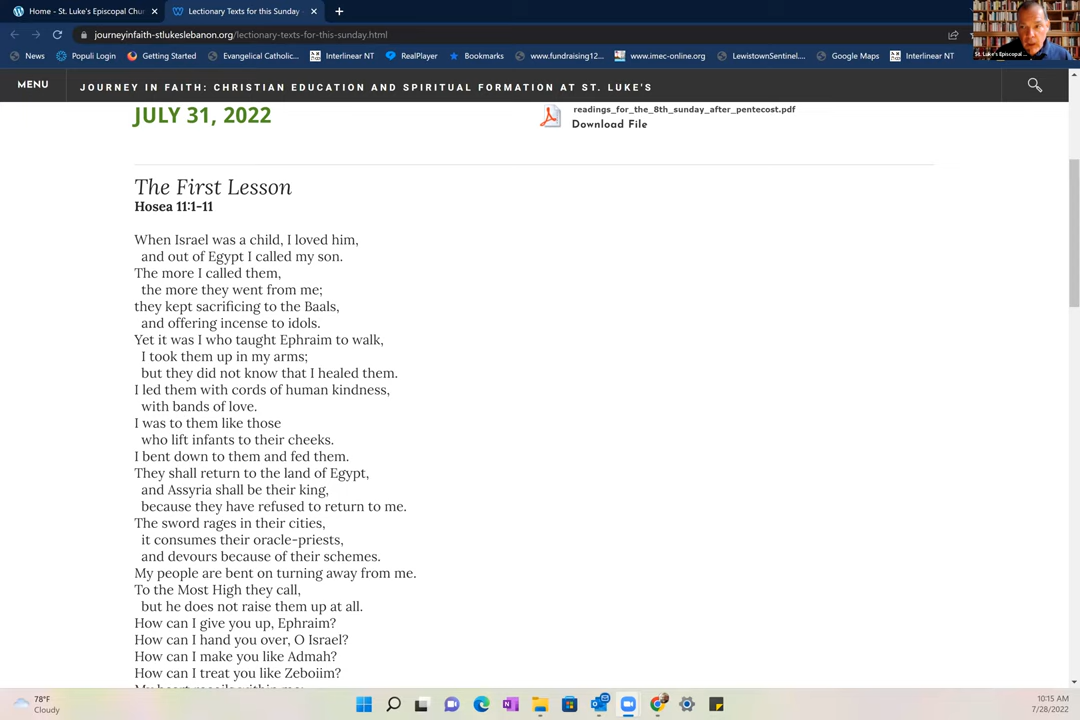 Home - St. Luke's Episcopal Chu
Lectionary Texts for this Sunday
journeyinfaith-stlukeslebanon.org/lectionary-texts-for-this-sunday.html
News
Populi Login
Getting Started
Evangelical Catholic...
Interlinear NT
RealPlayer
Bookmarks
www.fundraising12...
www.imec-online.org
LewistownSentinel....
Google Maps
Interlinear NT
St. Luke's Episcopal ...
MENU
JOURNEY IN FAITH: CHRISTIAN EDUCATION AND SPIRITUAL FORMATION AT ST. LUKE'S
JULY 31, 2022
readings_for_the_8th_sunday_after_pentecost.pdf
Download File
The First Lesson
Hosea 11:1-11
When Israel was a child, I loved him,
and out of Egypt I called my son.
The more I called them,
the more they went from me;
they kept sacrificing to the Baals,
and offering incense to idols.
Yet it was I who taught Ephraim to walk,
I took them up in my arms;
but they did not know that I healed them.
I led them with cords of human kindness,
with bands of love.
I was to them like those
who lift infants to their cheeks.
I bent down to them and fed them.
They shall return to the land of Egypt,
and Assyria shall be their king,
because they have refused to return to me.
The sword rages in their cities,
it consumes their oracle-priests,
and devours because of their schemes.
My people are bent on turning away from me.
To the Most High they call,
but he does not raise them up at all.
How can I give you up, Ephraim?
How can I hand you over, O Israel?
How can I make you like Admah?
How can I treat you like Zeboiim?
78°F
Cloudy
10:15 AM
7/28/2022